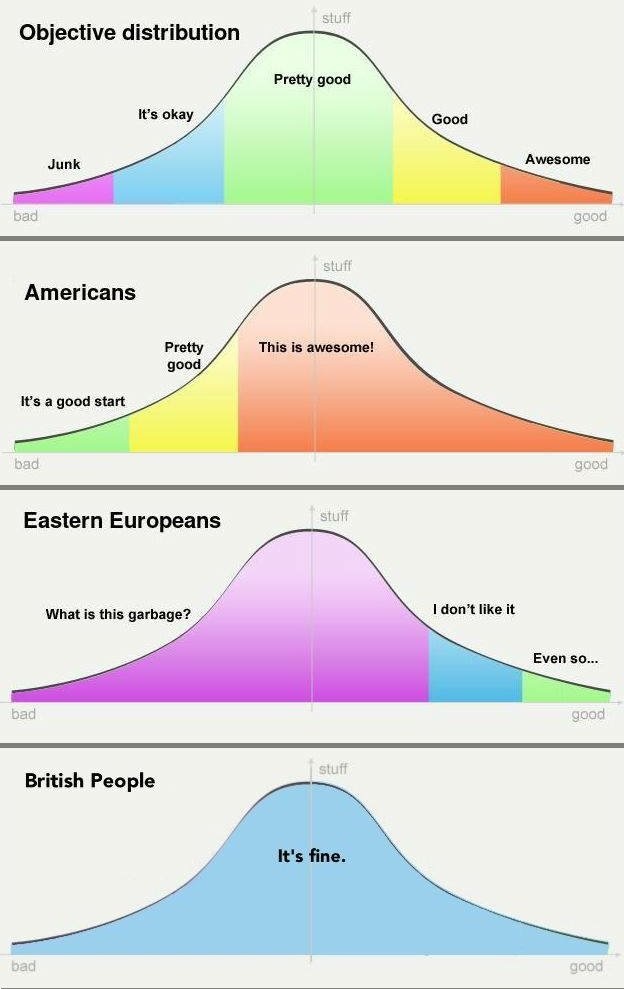 Objective distribution
stuff
Pretty good
It's okay
Good
Junk
Awesome
bad
good
Americans
stuff
Pretty
good
This is awesome!
It's a good start
bad
good
Eastern Europeans
stuff
What is this garbage?
I don't like it
Even so...
bad
good
British People
stuff
It's fine.
bad
good